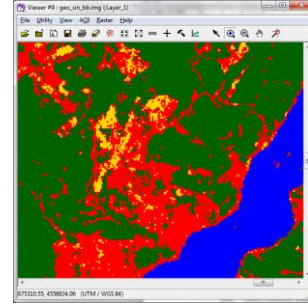 Viewer #9 : geo_sin_bb.img (:Layer_1)
File Utility View AOI Raster Help
675310.55, 4558834.06 (UTM / WGS 84)